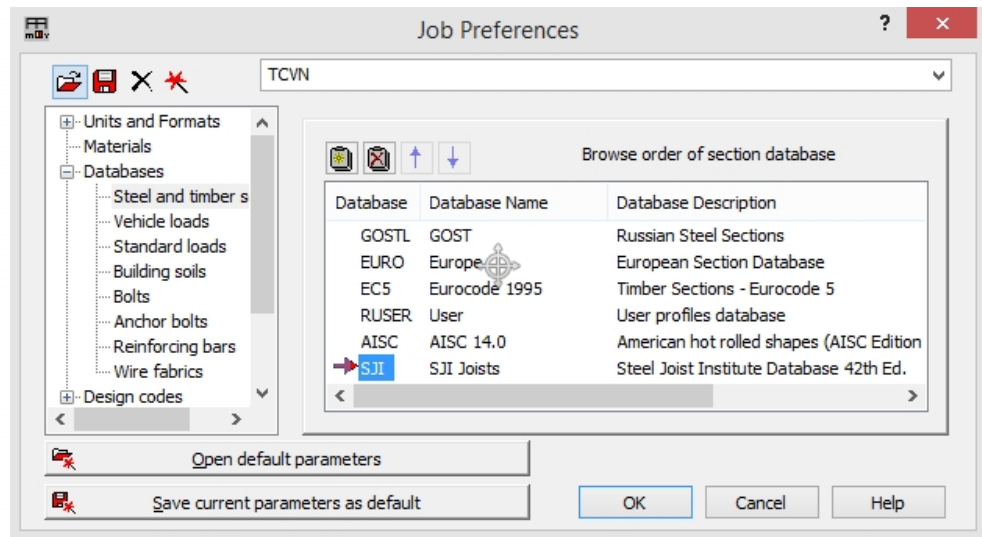 Job Preferences
?
TCVN
Units and Formats
Materials
Databases
Steel and timber s
Vehicle loads
Standard loads
Building soils
Bolts
Anchor bolts
Reinforcing bars
Wire fabrics
Design codes
Browse order of section database
Database Database Name Database Description
GOSTL GOST Russian Steel Sections
EURO Europe European Section Database
EC5 Eurocode 1995 Timber Sections - Eurocode 5
RUSER User User profiles database
AISC AISC 14.0 American hot rolled shapes (AISC Edition
SJI SJI Joists Steel Joist Institute Database 42th Ed.
Open default parameters
Save current parameters as default
OK Cancel Help